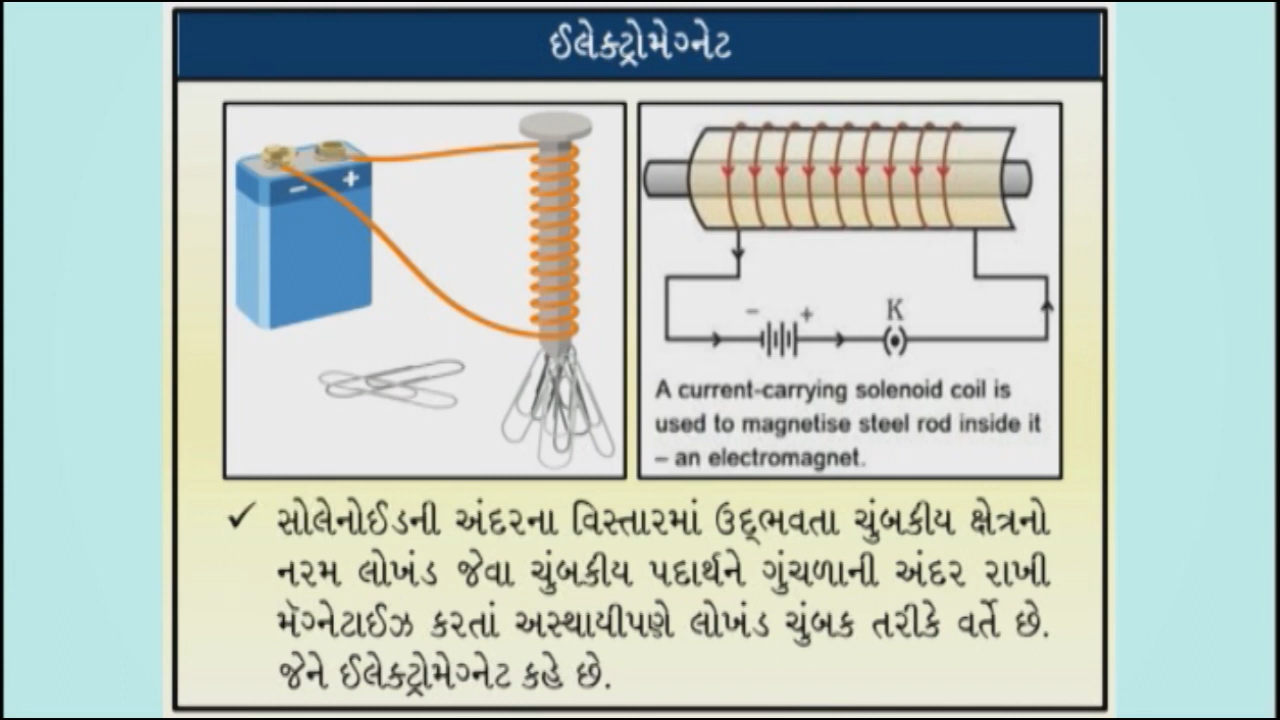 ઈલેક્ટ્રોમેગ્નેટ
− +
− +
K
A current-carrying solenoid coil is
used to magnetise steel rod inside it
– an electromagnet.
✓ સોલેનોઈડની અંદરના વિસ્તારમાં ઉદ્ભવતા ચુંબકીય ક્ષેત્રનો
નરમ લોખંડ જેવા ચુંબકીય પદાર્થને ગુંચળાની અંદર રાખી
મૅગ્નેટાઈઝ કરતાં અસ્થાયીપણે લોખંડ ચુંબક તરીકે વર્તે છે.
જેને ઈલેક્ટ્રોમેગ્નેટ કહે છે.